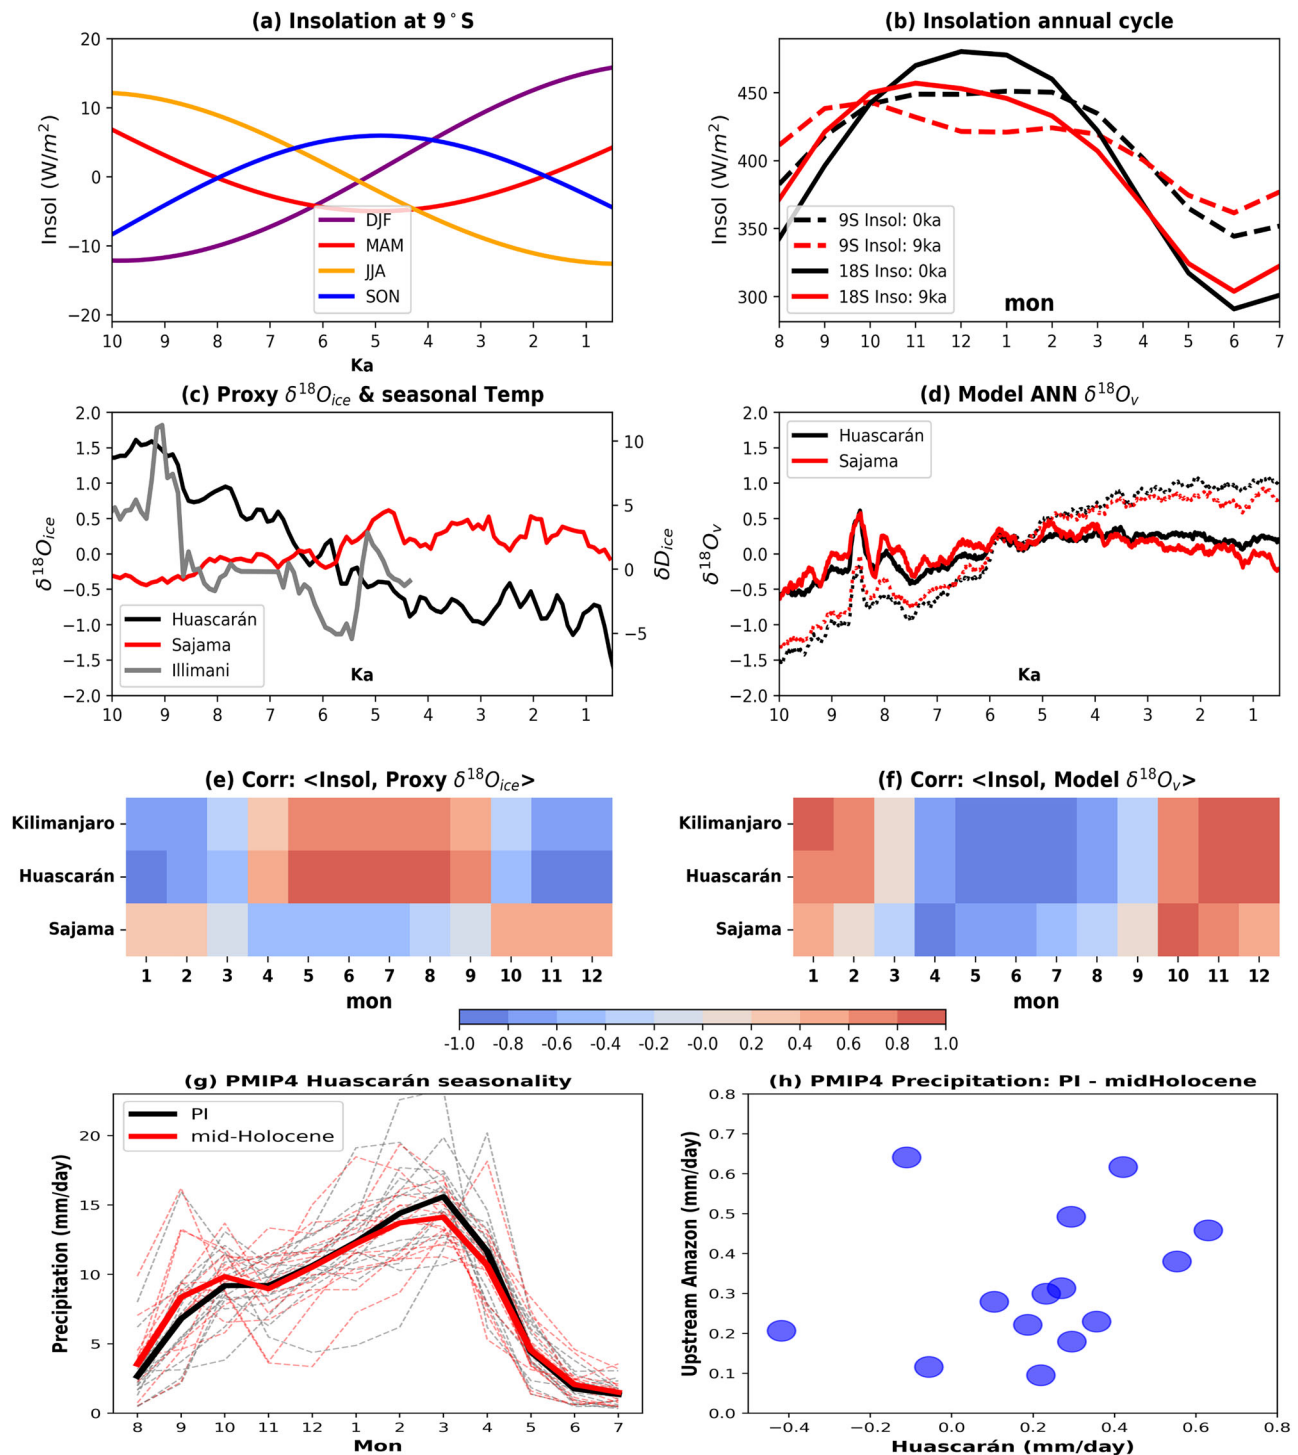 (a) Insolation at 9°S
Insol (W/m²)
20
10
0
−10
−20
DJF
MAM
JJA
SON
10 9 8 7 6 5 4 3 2 1
Ka
(b) Insolation annual cycle
Insol (W/m²)
450
400
350
300
9S Insol: 0ka
9S Insol: 9ka
18S Inso: 0ka
18S Inso: 9ka
mon
8 9 10 11 12 1 2 3 4 5 6 7
(c) Proxy δ¹⁸O_ice & seasonal Temp
δ¹⁸O_ice
2.0
1.5
1.0
0.5
0.0
−0.5
−1.0
−1.5
−2.0
10
5
0
−5
δD_ice
Huascarán
Sajama
Illimani
Ka
10 9 8 7 6 5 4 3 2 1
(d) Model ANN δ¹⁸O_v
δ¹⁸O_v
2.0
1.5
1.0
0.5
0.0
−0.5
−1.0
−1.5
−2.0
Huascarán
Sajama
Ka
10 9 8 7 6 5 4 3 2 1
(e) Corr: <Insol, Proxy δ¹⁸O_ice>
Kilimanjaro
Huascarán
Sajama
1 2 3 4 5 6 7 8 9 10 11 12
mon
(f) Corr: <Insol, Model δ¹⁸O_v>
Kilimanjaro
Huascarán
Sajama
1 2 3 4 5 6 7 8 9 10 11 12
mon
-1.0 -0.8 -0.6 -0.4 -0.2 -0.0 0.2 0.4 0.6 0.8 1.0
(g) PMIP4 Huascarán seasonality
Precipitation (mm/day)
20
15
10
5
0
PI
mid-Holocene
8 9 10 11 12 1 2 3 4 5 6 7
Mon
(h) PMIP4 Precipitation: PI - midHolocene
Upstream Amazon (mm/day)
0.8
0.7
0.6
0.5
0.4
0.3
0.2
0.1
0.0
−0.4 −0.2 0.0 0.2 0.4 0.6 0.8
Huascarán (mm/day)